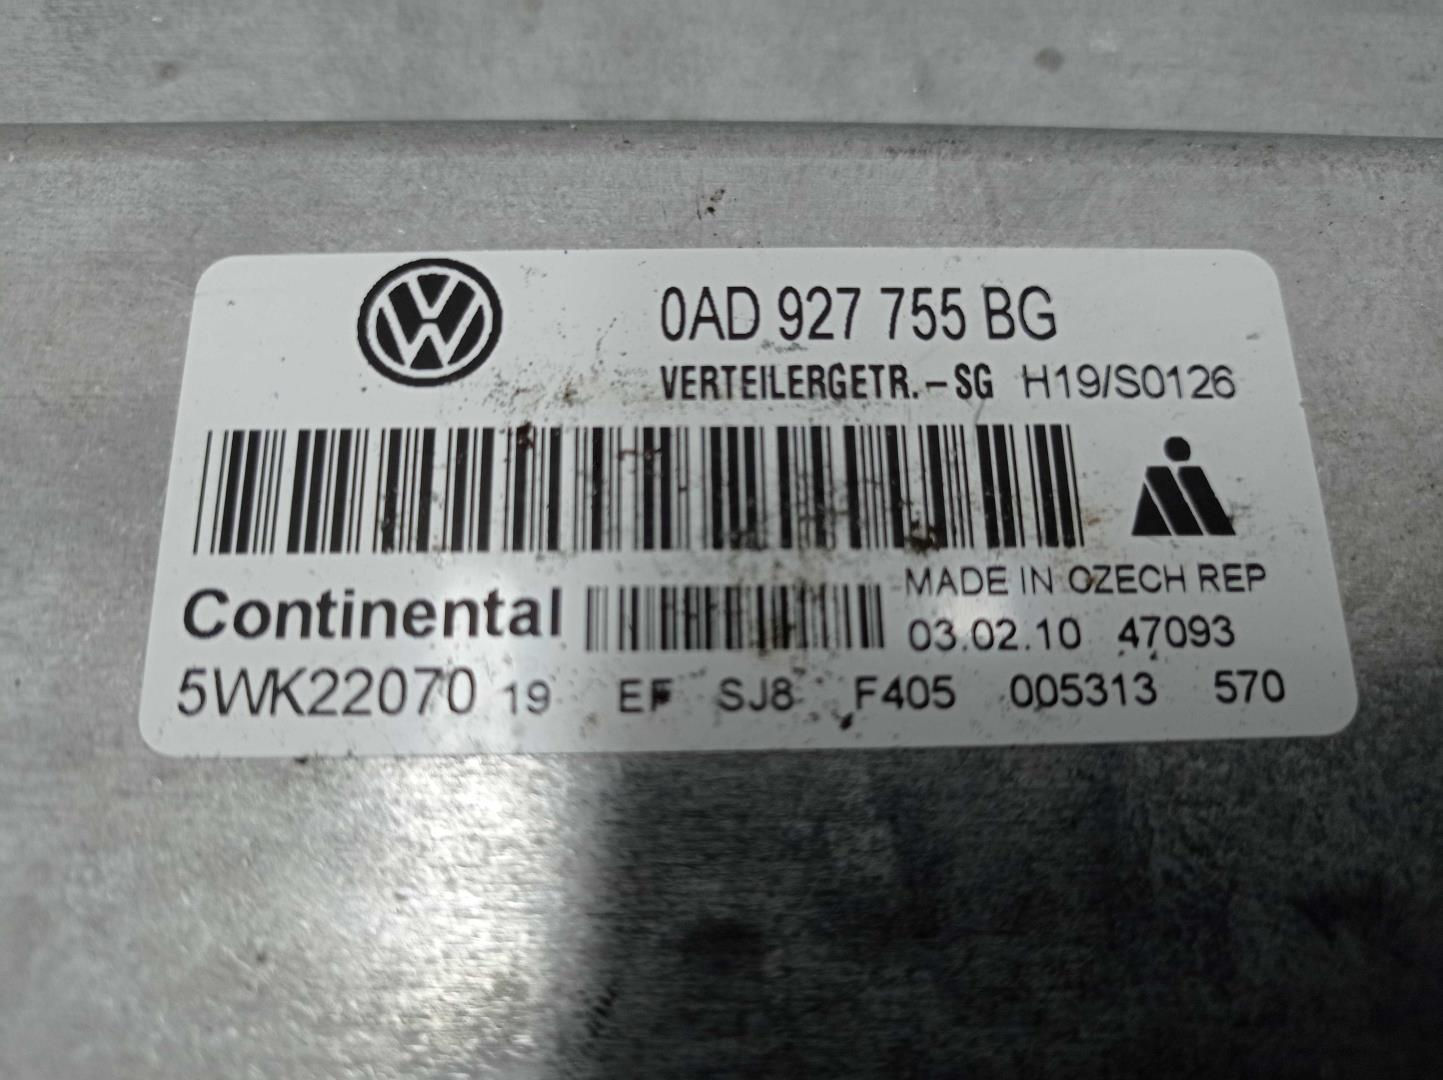 0AD 927 755 BG
VERTEILERGETR.-SG H19/S0126
Continental
MADE IN CZECH REP
03.02.10 47093
5WK22070 19 EF SJ8 F405 005313 570